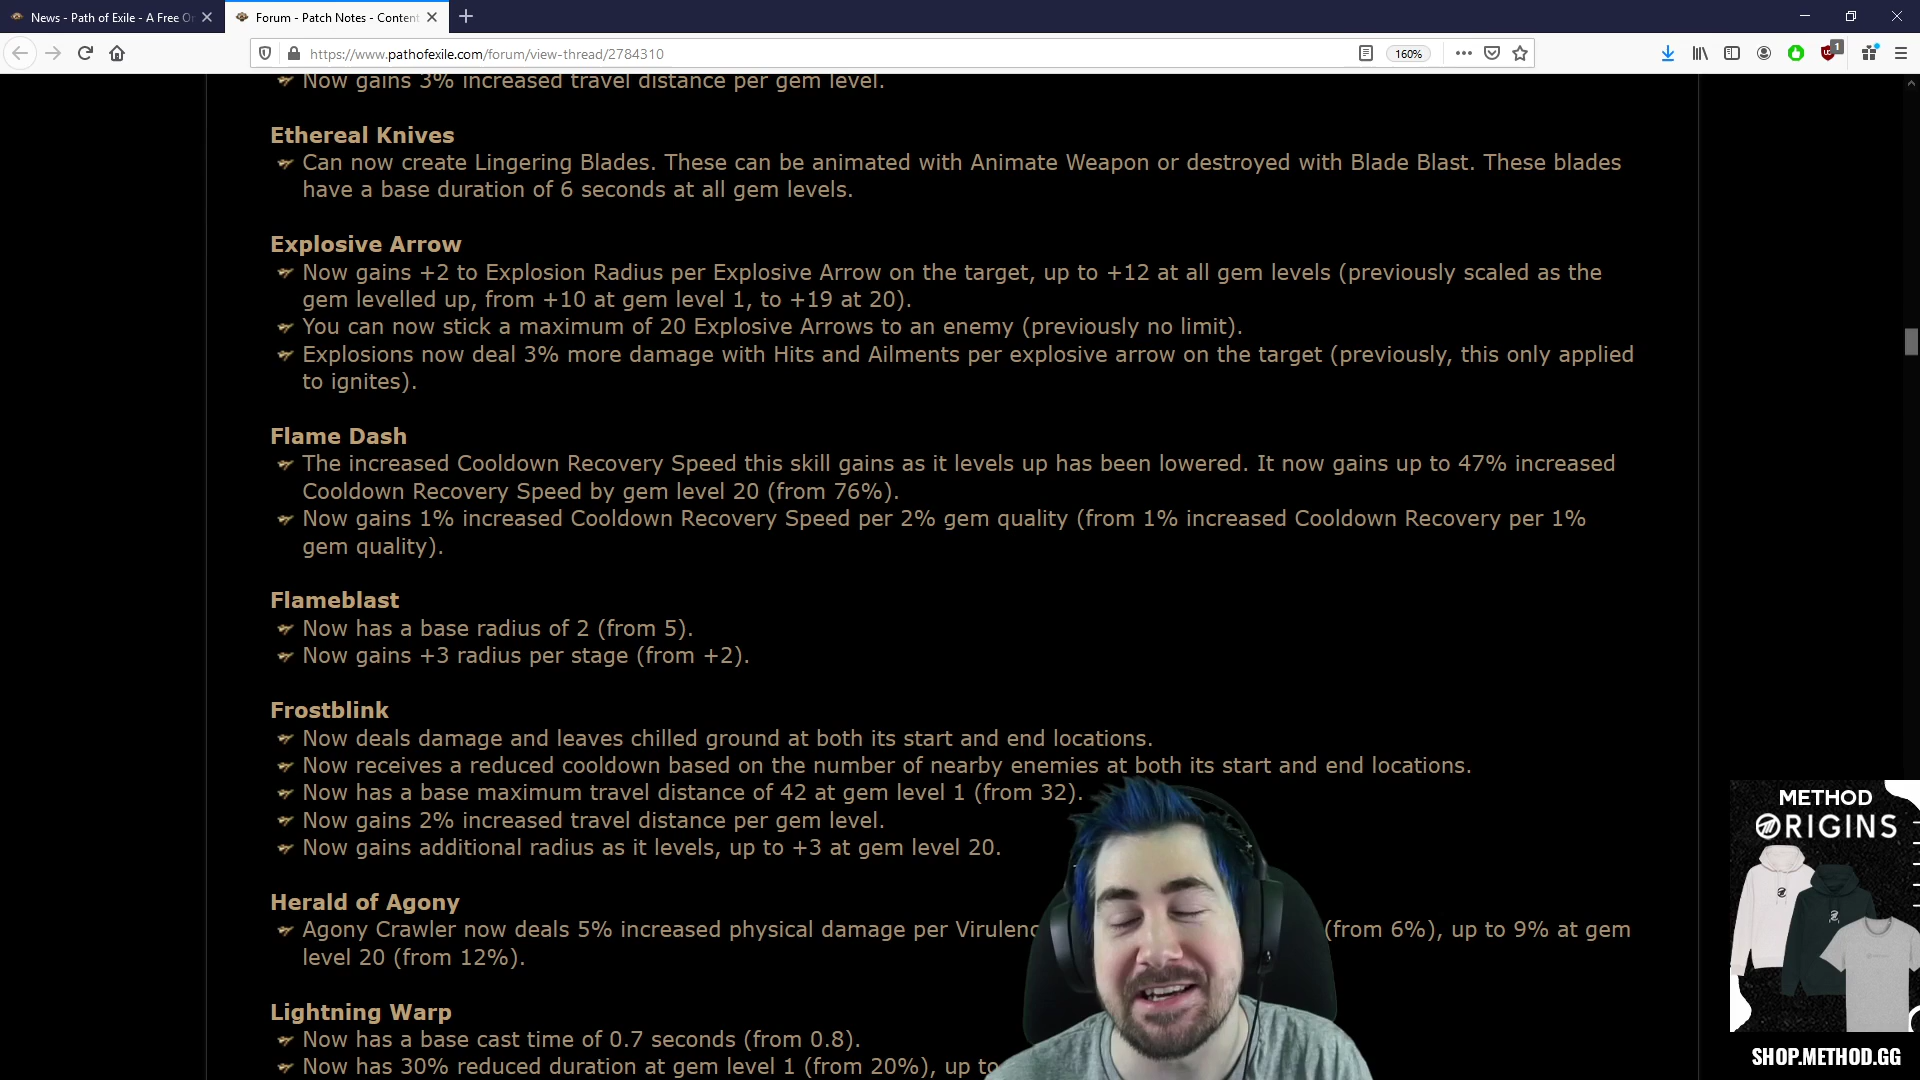 News - Path of Exile - A Free O
Forum - Patch Notes - Content
https://www.pathofexile.com/forum/view-thread/2784310
160%
1
Now gains 3% increased travel distance per gem level.
Ethereal Knives
Can now create Lingering Blades. These can be animated with Animate Weapon or destroyed with Blade Blast. These blades
have a base duration of 6 seconds at all gem levels.
Explosive Arrow
Now gains +2 to Explosion Radius per Explosive Arrow on the target, up to +12 at all gem levels (previously scaled as the
gem levelled up, from +10 at gem level 1, to +19 at 20).
You can now stick a maximum of 20 Explosive Arrows to an enemy (previously no limit).
Explosions now deal 3% more damage with Hits and Ailments per explosive arrow on the target (previously, this only applied
to ignites).
Flame Dash
The increased Cooldown Recovery Speed this skill gains as it levels up has been lowered. It now gains up to 47% increased
Cooldown Recovery Speed by gem level 20 (from 76%).
Now gains 1% increased Cooldown Recovery Speed per 2% gem quality (from 1% increased Cooldown Recovery per 1%
gem quality).
Flameblast
Now has a base radius of 2 (from 5).
Now gains +3 radius per stage (from +2).
Frostblink
Now deals damage and leaves chilled ground at both its start and end locations.
Now receives a reduced cooldown based on the number of nearby enemies at both its start and end locations.
Now has a base maximum travel distance of 42 at gem level 1 (from 32).
Now gains 2% increased travel distance per gem level.
Now gains additional radius as it levels, up to +3 at gem level 20.
Herald of Agony
Agony Crawler now deals 5% increased physical damage per Virulenc (from 6%), up to 9% at gem
level 20 (from 12%).
Lightning Warp
Now has a base cast time of 0.7 seconds (from 0.8).
Now has 30% reduced duration at gem level 1 (from 20%), up to
METHOD
ORIGINS
SHOP.METHOD.GG